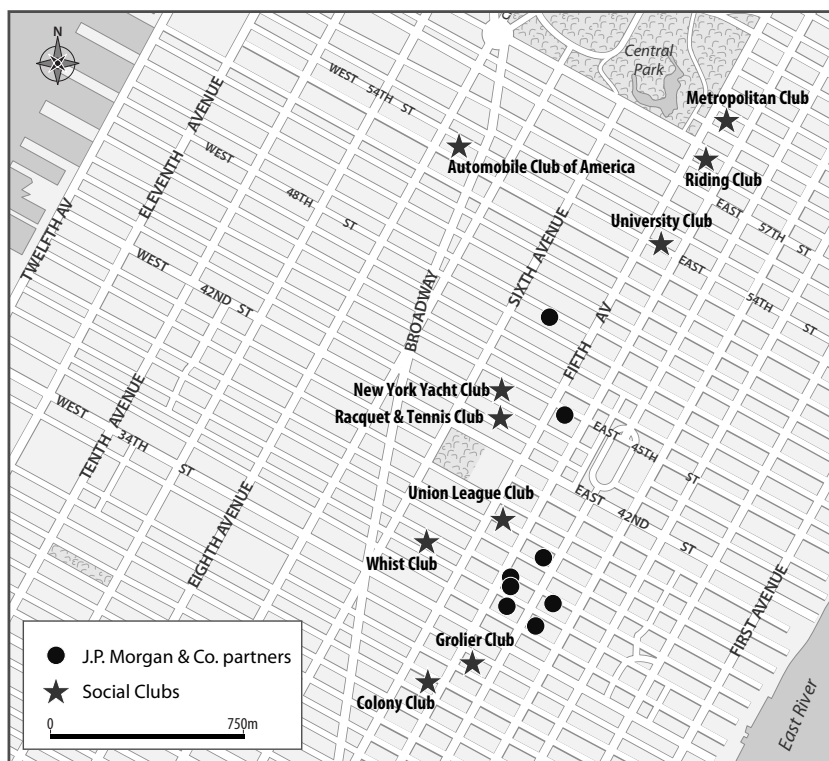 N
Central
Park
WEST 54TH ST
Metropolitan Club
ELEVENTH AVENUE
WEST 48TH ST
Automobile Club of America
Riding Club
EAST 57TH ST
University Club
TWELFTH AV
WEST 42ND ST
SIXTH AVENUE
EAST 54TH ST
BROADWAY
FIFTH AV
New York Yacht Club
Racquet & Tennis Club
TENTH AVENUE
WEST 34TH ST
EAST 45TH ST
Union League Club
EAST 42ND ST
EIGHTH AVENUE
Whist Club
FIRST AVENUE
Grolier Club
Colony Club
East River
J.P. Morgan & Co. partners
Social Clubs
0 750m